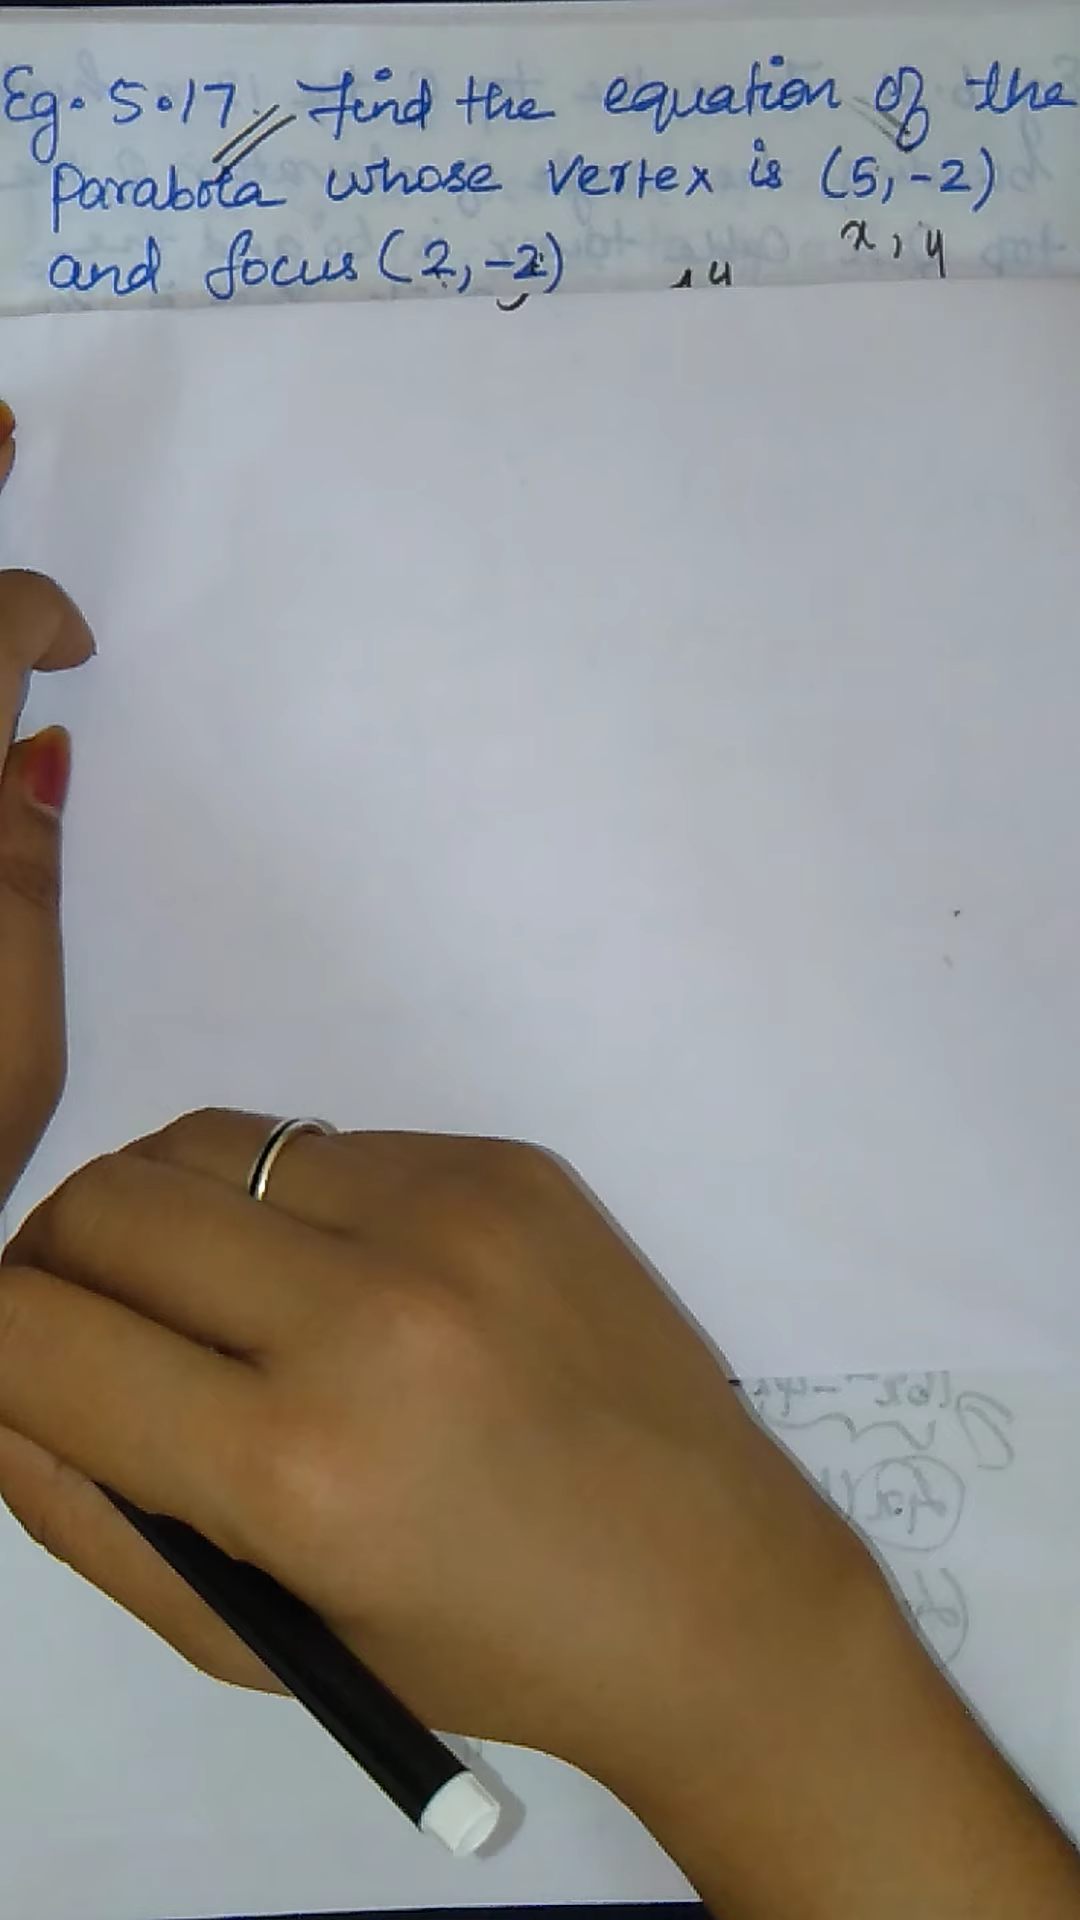 Eg. 5.17. Find the equation of the
parabola whose vertex is (5,-2)
and focus (2,-2)
x, y